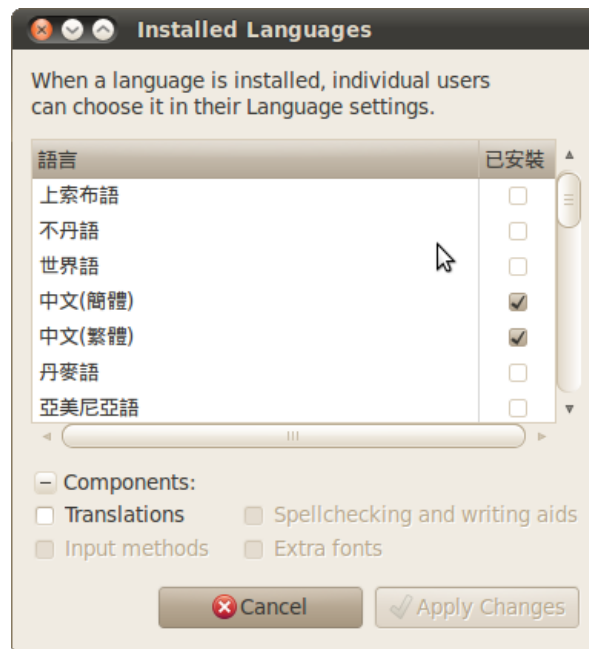 Installed Languages
When a language is installed, individual users
can choose it in their Language settings.
語言 已安裝
上索布語
不丹語
世界語
中文(簡體)
中文(繁體)
丹麥語
亞美尼亞語
Components:
Translations Spellchecking and writing aids
Input methods Extra fonts
Cancel Apply Changes